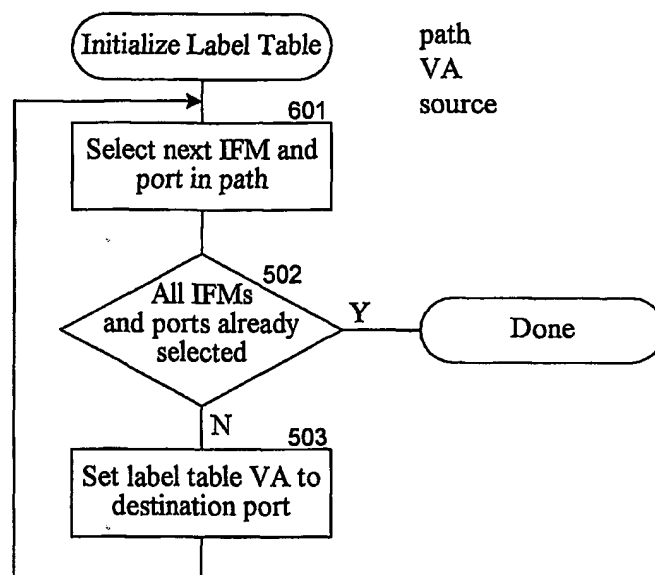 Initialize Label Table
path
VA
source
601
Select next IFM and
port in path
502
All IFMs
and ports already
selected
Y
Done
N
503
Set label table VA to
destination port